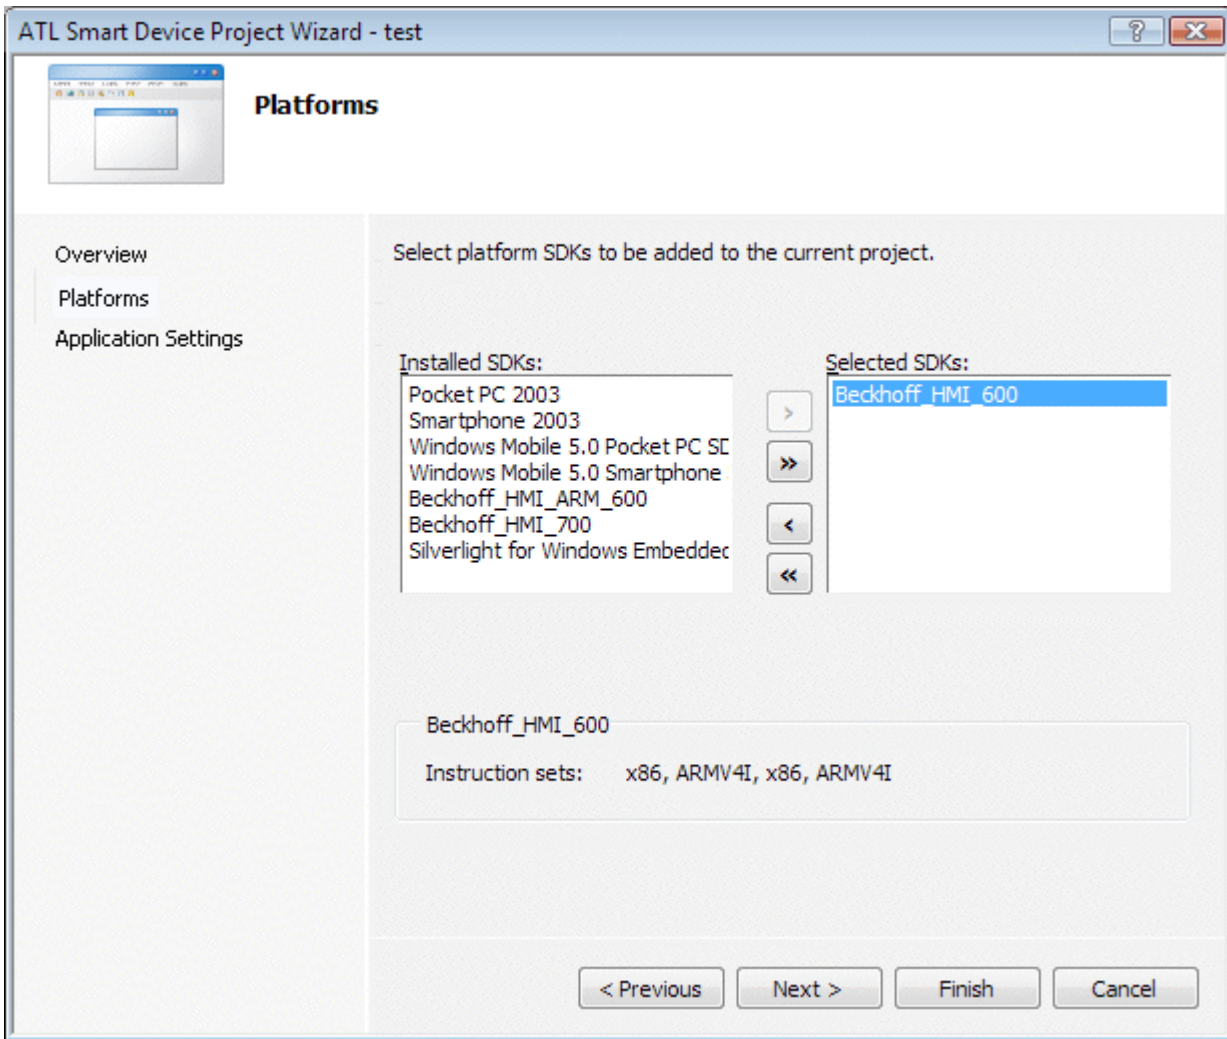 ATL Smart Device Project Wizard - test
Platforms
Overview
Platforms
Application Settings
Select platform SDKs to be added to the current project.
Installed SDKs:
Pocket PC 2003
Smartphone 2003
Windows Mobile 5.0 Pocket PC SD
Windows Mobile 5.0 Smartphone
Beckhoff_HMI_ARM_600
Beckhoff_HMI_700
Silverlight for Windows Embedded
>
»
<
«
Selected SDKs:
Beckhoff_HMI_600
Beckhoff_HMI_600
Instruction sets: x86, ARMV4I, x86, ARMV4I
< Previous
Next >
Finish
Cancel